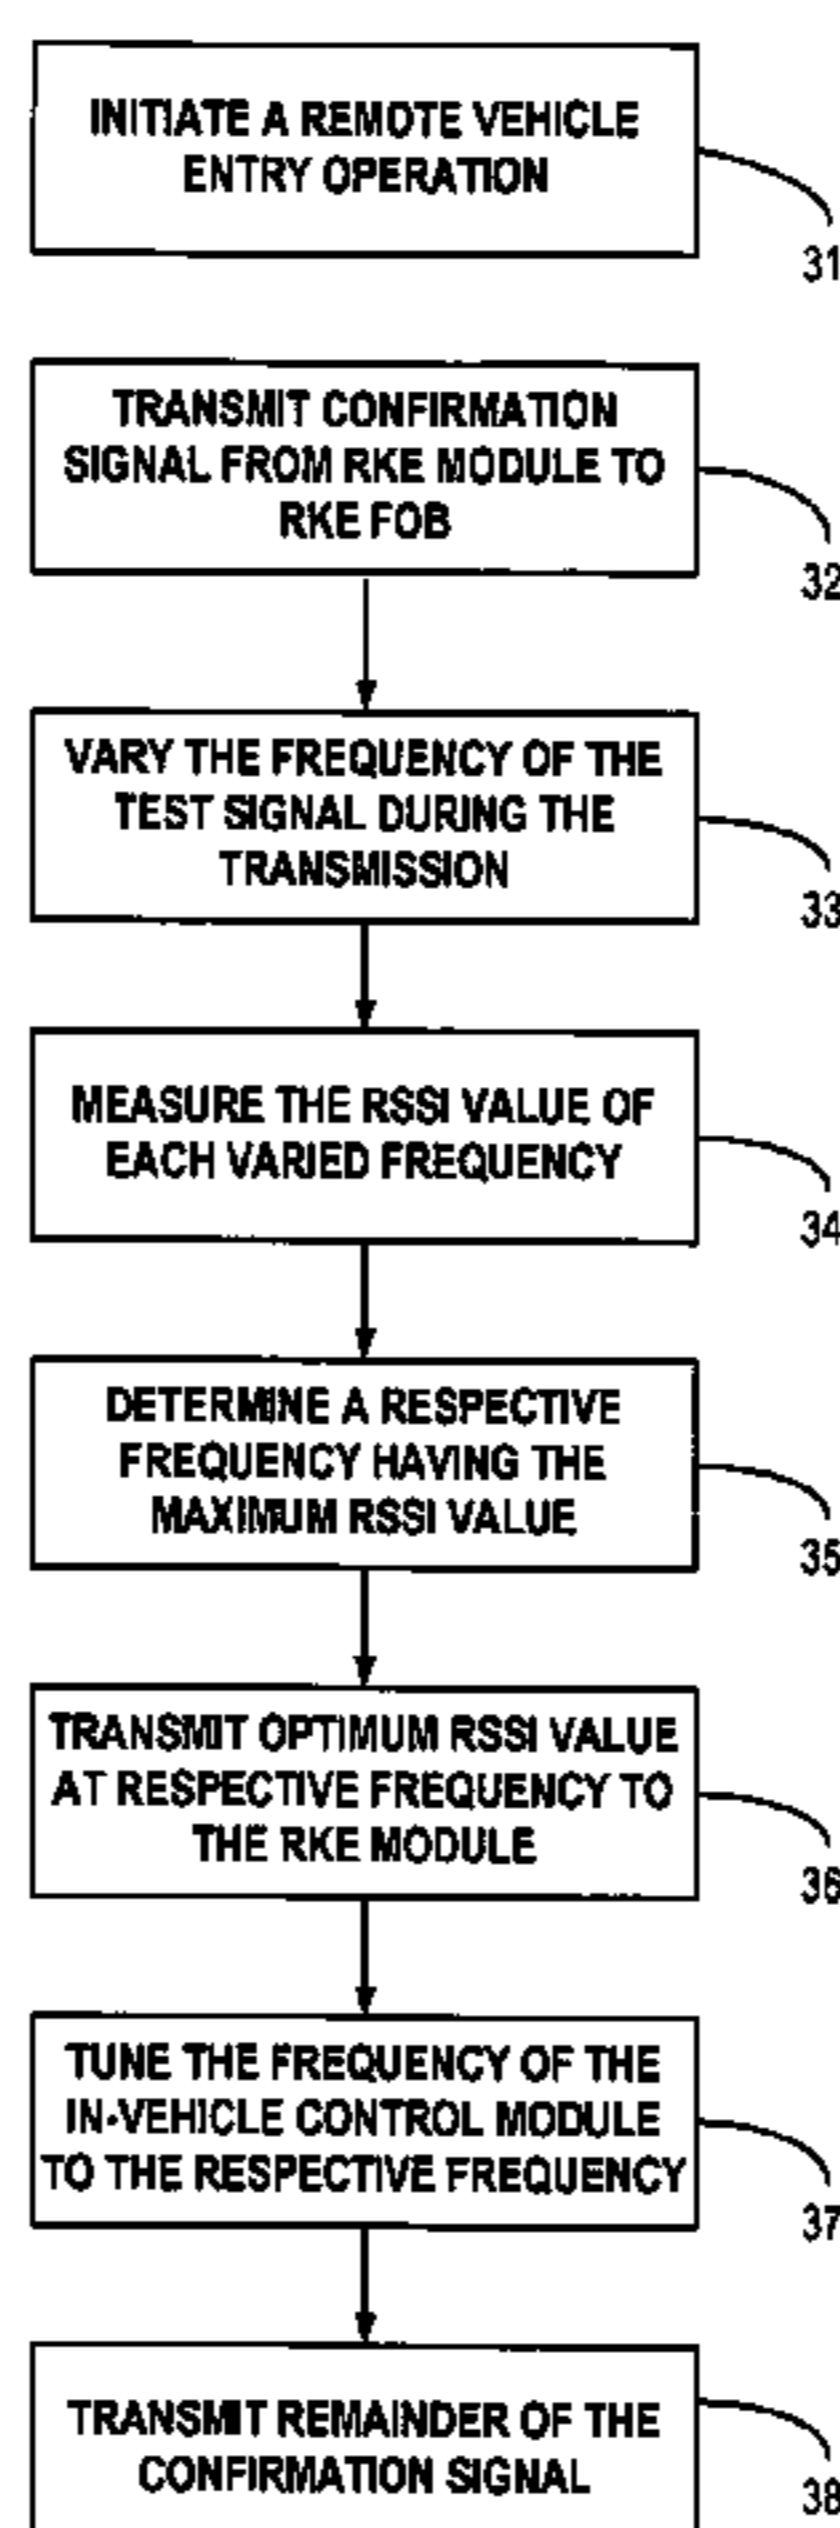 INITIATE A REMOTE VEHICLE
ENTRY OPERATION
31
TRANSMIT CONFIRMATION
SIGNAL FROM RKE MODULE TO
RKE FOB
32
VARY THE FREQUENCY OF THE
TEST SIGNAL DURING THE
TRANSMISSION
33
MEASURE THE RSSI VALUE OF
EACH VARIED FREQUENCY
34
DETERMINE A RESPECTIVE
FREQUENCY HAVING THE
MAXIMUM RSSI VALUE
35
TRANSMIT OPTIMUM RSSI VALUE
AT RESPECTIVE FREQUENCY TO
THE RKE MODULE
36
TUNE THE FREQUENCY OF THE
IN-VEHICLE CONTROL MODULE
TO THE RESPECTIVE FREQUENCY
37
TRANSMIT REMAINDER OF THE
CONFIRMATION SIGNAL
38